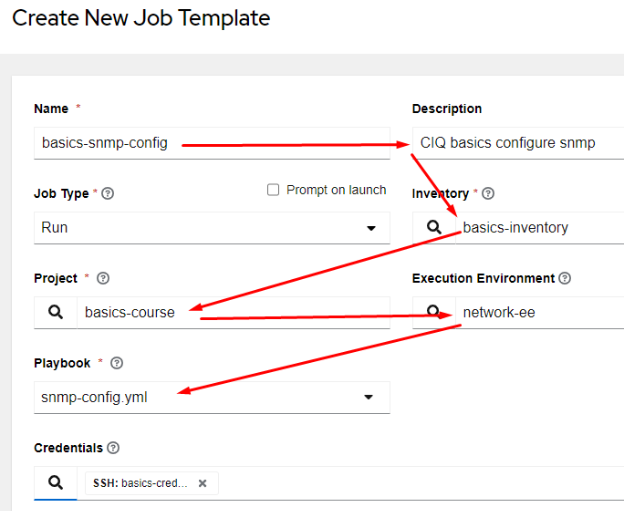 Create New Job Template
Name *
Description
basics-snmp-config
CIQ basics configure snmp
Job Type *
Prompt on launch
Inventory *
Run
basics-inventory
Project *
Execution Environment
basics-course
network-ee
Playbook *
snmp-config.yml
Credentials
SSH: basics-cred...